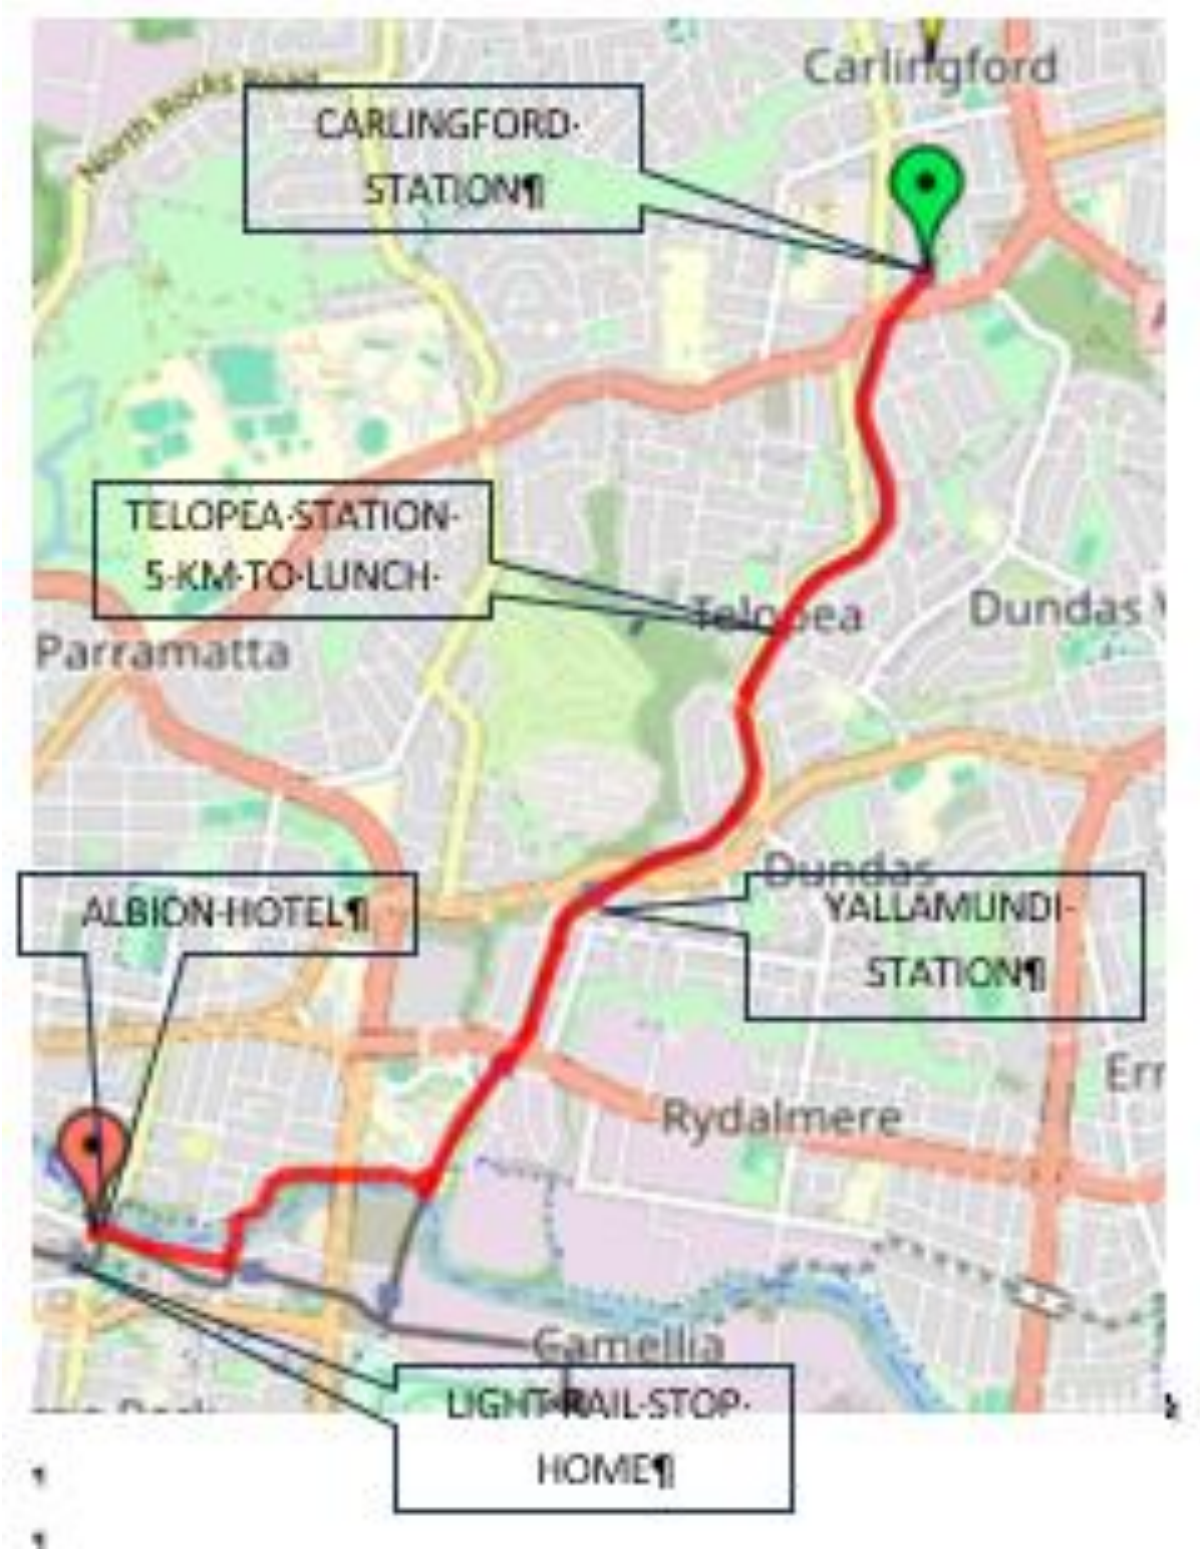 Carlingford
North Rocks Road
CARLINGFORD·
STATION¶
TELOPEA·STATION·
5·KM·TO·LUNCH·
Telopea
Dundas
Parramatta
Dundas
ALBION·HOTEL¶
YALLAMUNDI·
STATION¶
Rydalmere
Camellia
LIGHT·RAIL·STOP·
HOME¶
¶
¶